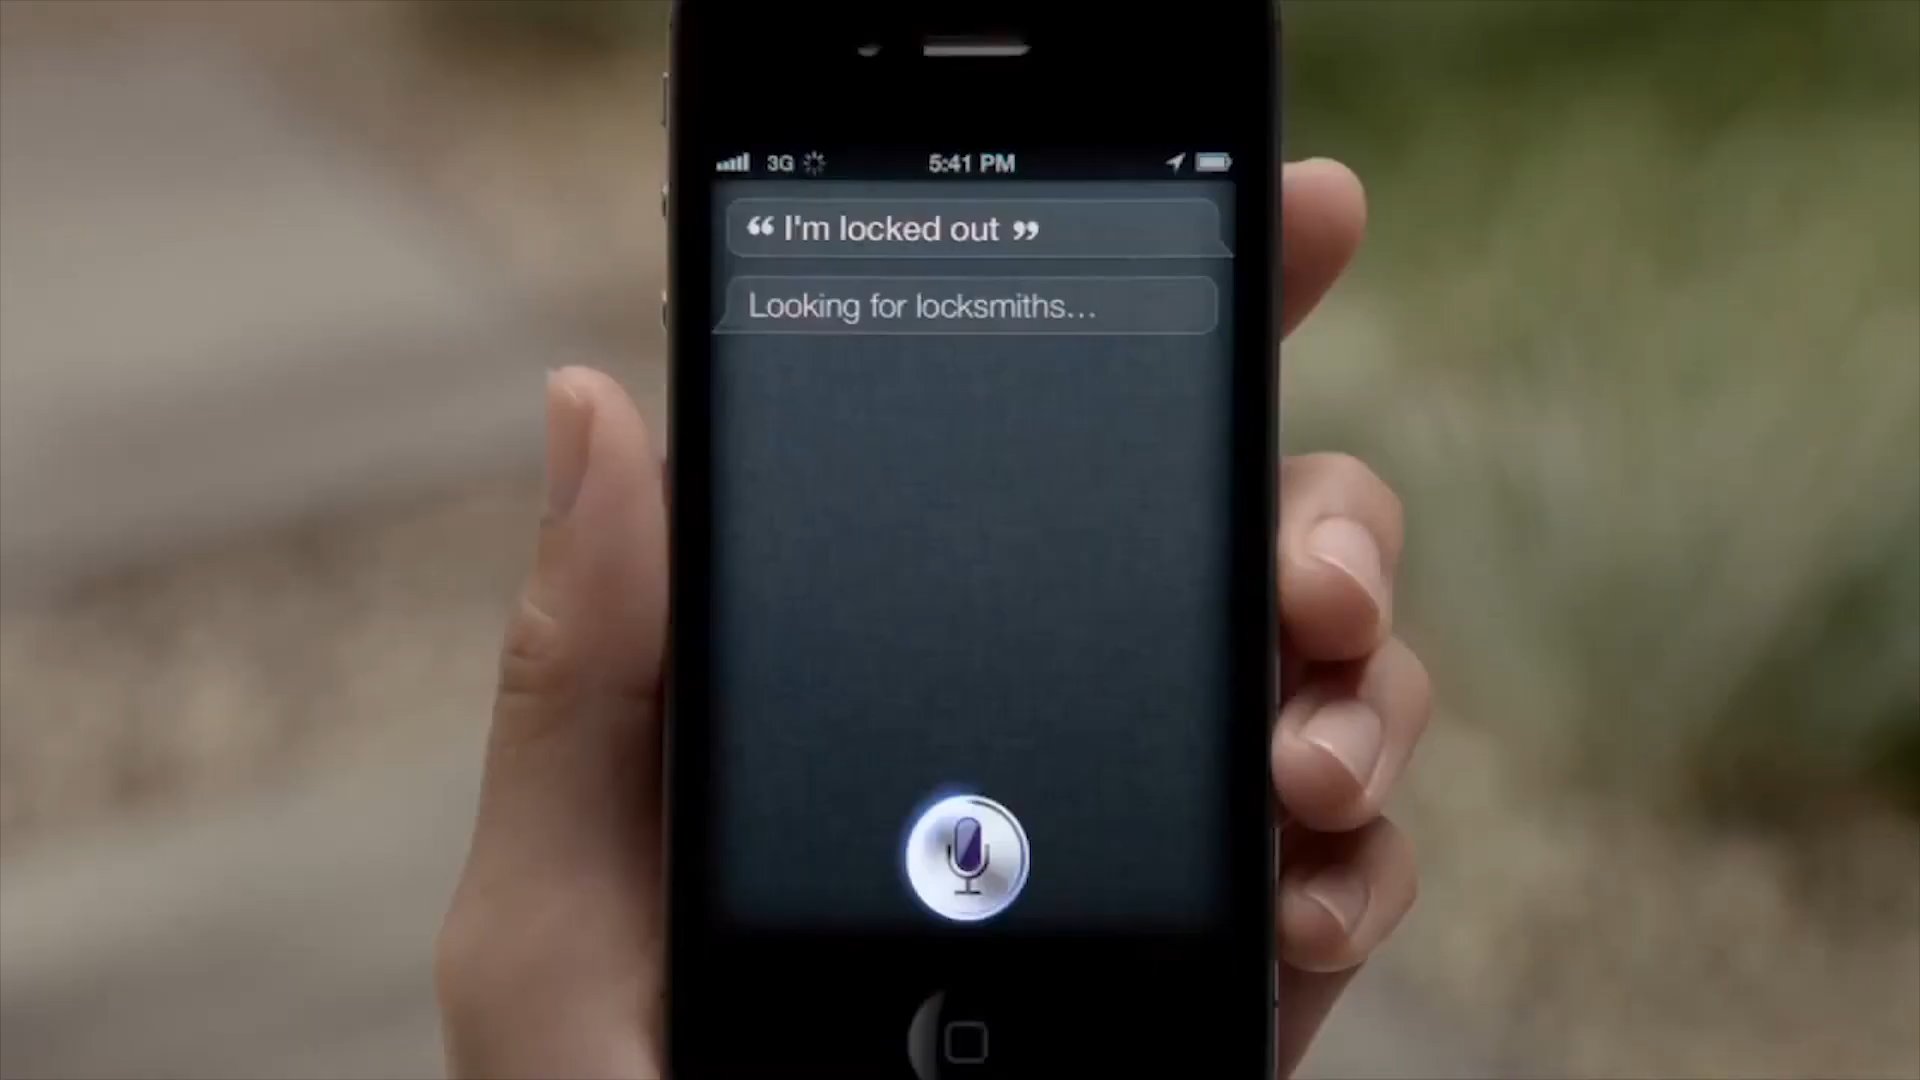 3G 5:41 PM
“ I'm locked out ”
Looking for locksmiths...